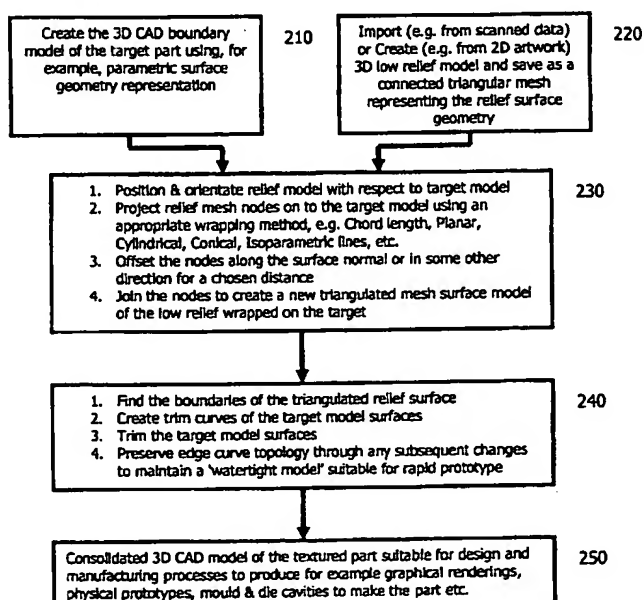 Create the 3D CAD boundary
model of the target part using, for
example, parametric surface
geometry representation
210
Import (e.g. from scanned data)
or Create (e.g. from 2D artwork)
3D low relief model and save as a
connected triangular mesh
representing the relief surface
geometry
220
1. Position & orientate relief model with respect to target model
2. Project relief mesh nodes on to the target model using an
appropriate wrapping method, e.g. Chord length, Planar,
Cylindrical, Conical, Isoparametric lines, etc.
3. Offset the nodes along the surface normal or in some other
direction for a chosen distance
4. Join the nodes to create a new triangulated mesh surface model
of the low relief wrapped on the target
230
1. Find the boundaries of the triangulated relief surface
2. Create trim curves of the target model surfaces
3. Trim the target model surfaces
4. Preserve edge curve topology through any subsequent changes
to maintain a 'watertight model' suitable for rapid prototype
240
Consolidated 3D CAD model of the textured part suitable for design and
manufacturing processes to produce for example graphical renderings,
physical prototypes, mould & die cavities to make the part etc.
250